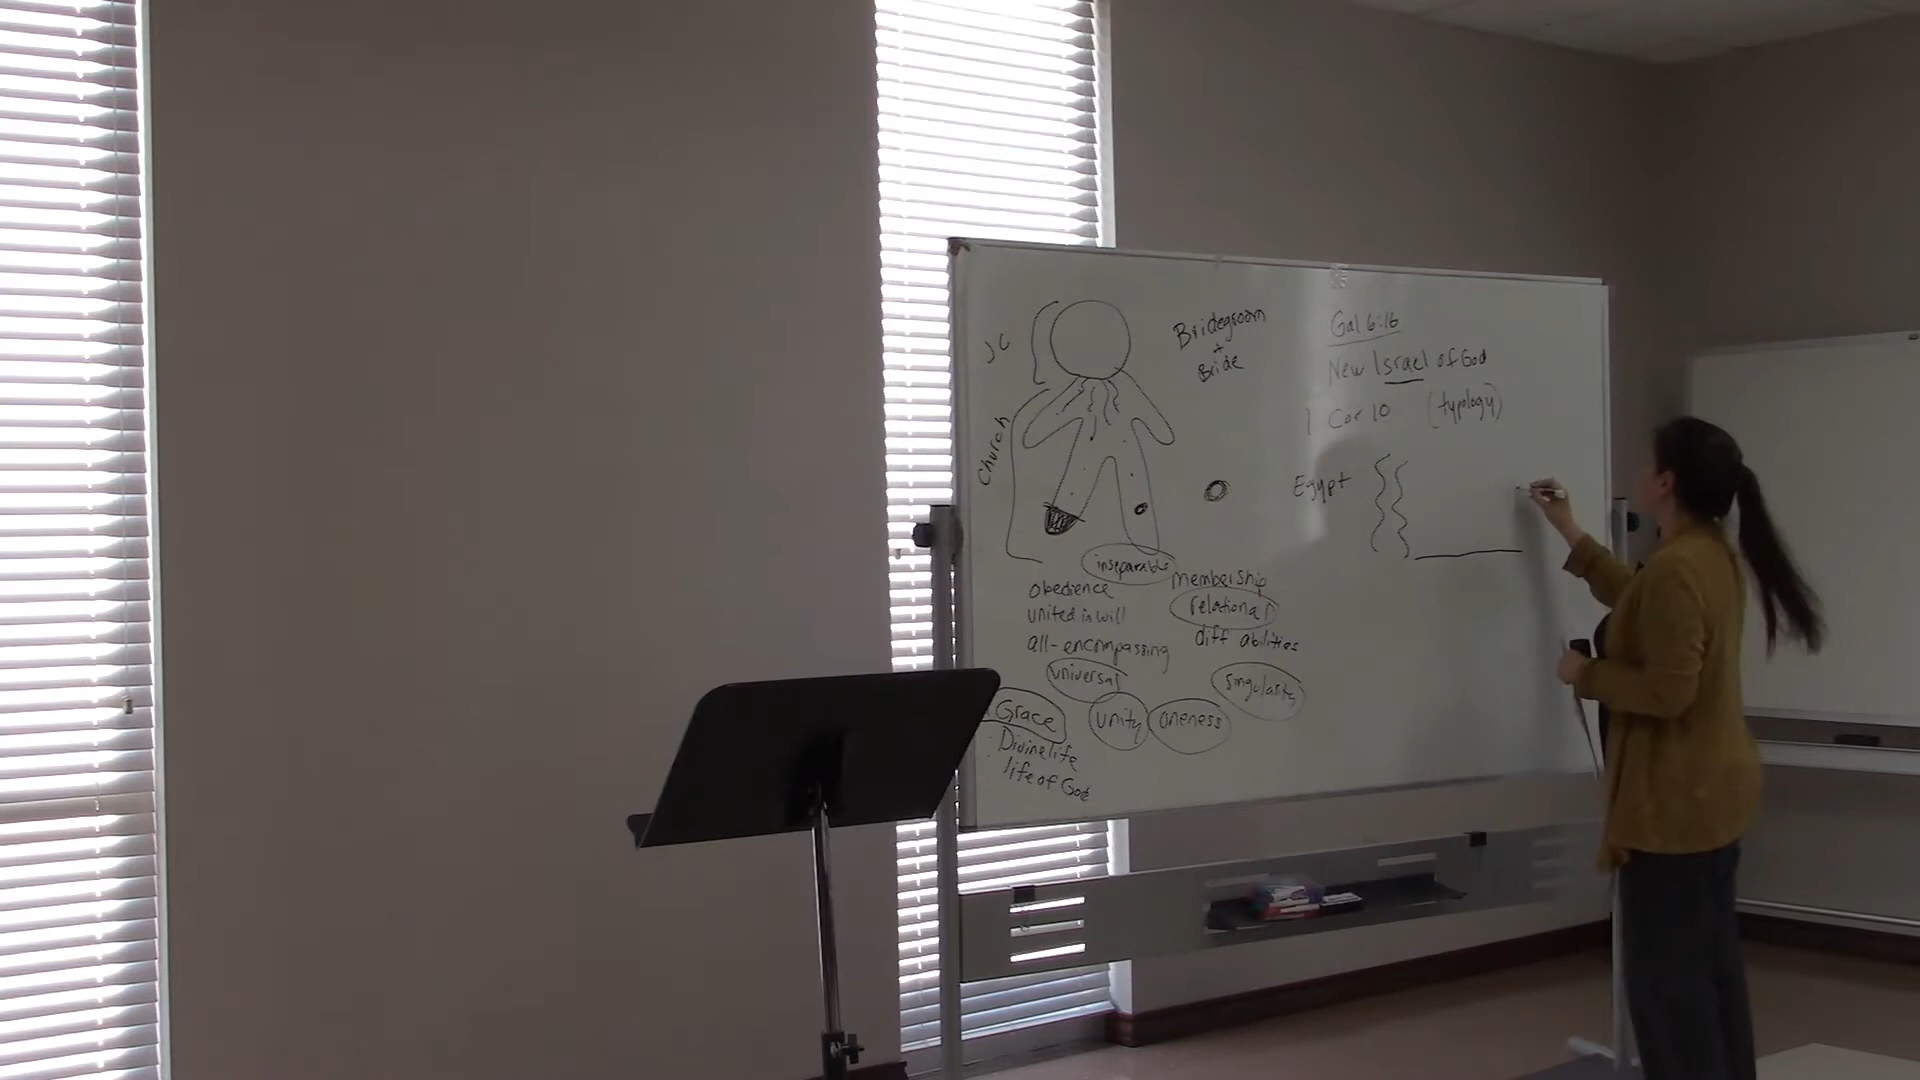 JC
Church
Bridegroom
+
Bride
inseparable
obedience
united in will
all-encompassing
universal
Grace
Divine life
life of God
unity
oneness
membership
relational
diff abilities
singularity
Gal 6:16
New Israel of God
1 Cor 10 (typology)
Egypt